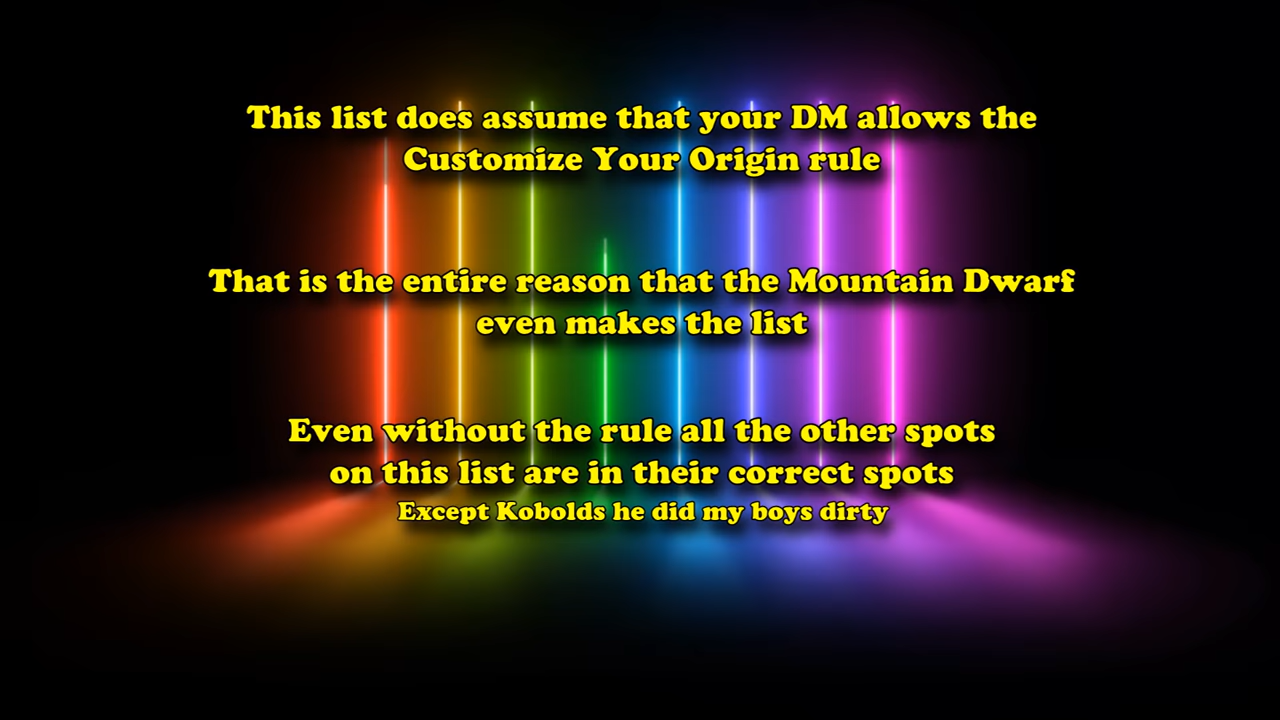 This list does assume that your DM allows the
Customize Your Origin rule
That is the entire reason that the Mountain Dwarf
even makes the list
Even without the rule all the other spots
on this list are in their correct spots
Except Kobolds he did my boys dirty